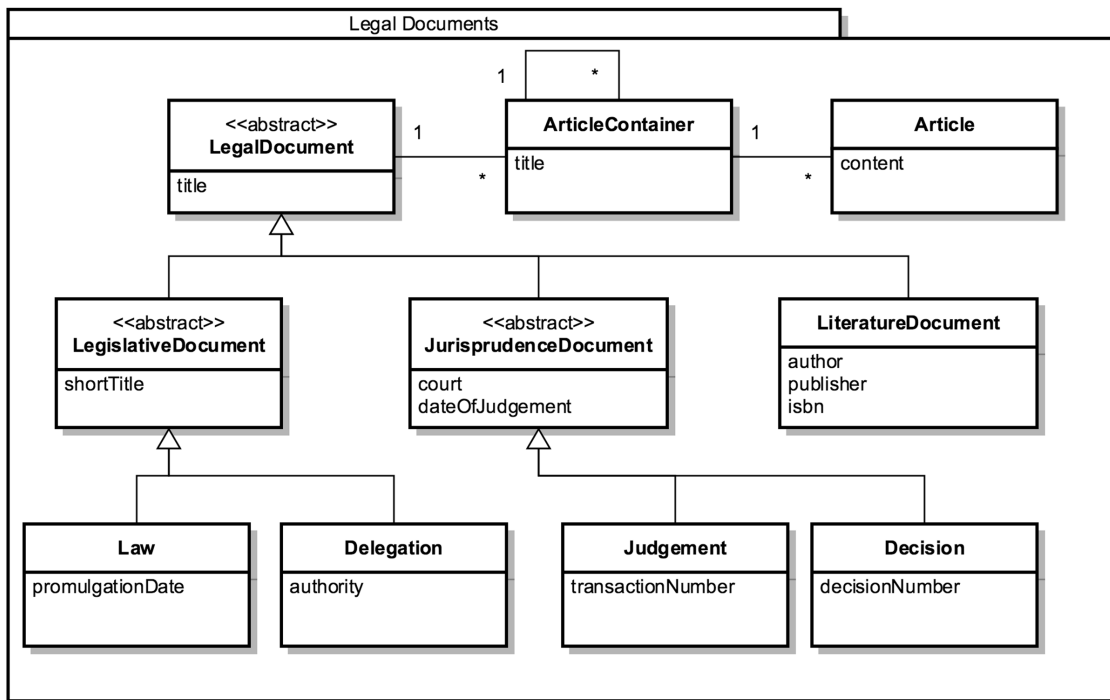 Legal Documents
1
*
<<abstract>>
LegalDocument
title
1
*
ArticleContainer
title
1
*
Article
content
<<abstract>>
LegislativeDocument
shortTitle
<<abstract>>
JurisprudenceDocument
court
dateOfJudgement
LiteratureDocument
author
publisher
isbn
Law
promulgationDate
Delegation
authority
Judgement
transactionNumber
Decision
decisionNumber